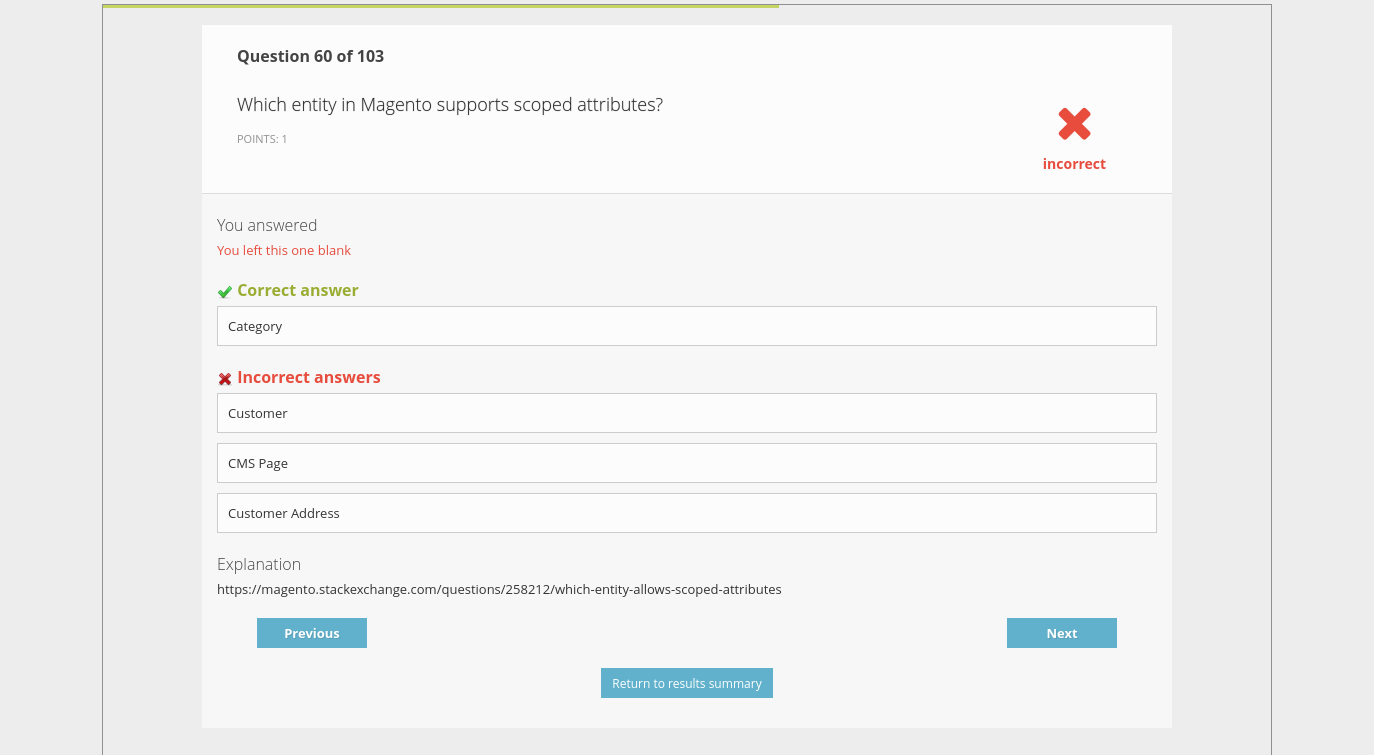 Question 60 of 103
Which entity in Magento supports scoped attributes?
POINTS: 1
incorrect
You answered
You left this one blank
Correct answer
Category
Incorrect answers
Customer
CMS Page
Customer Address
Explanation
https://magento.stackexchange.com/questions/258212/which-entity-allows-scoped-attributes
Previous
Next
Return to results summary